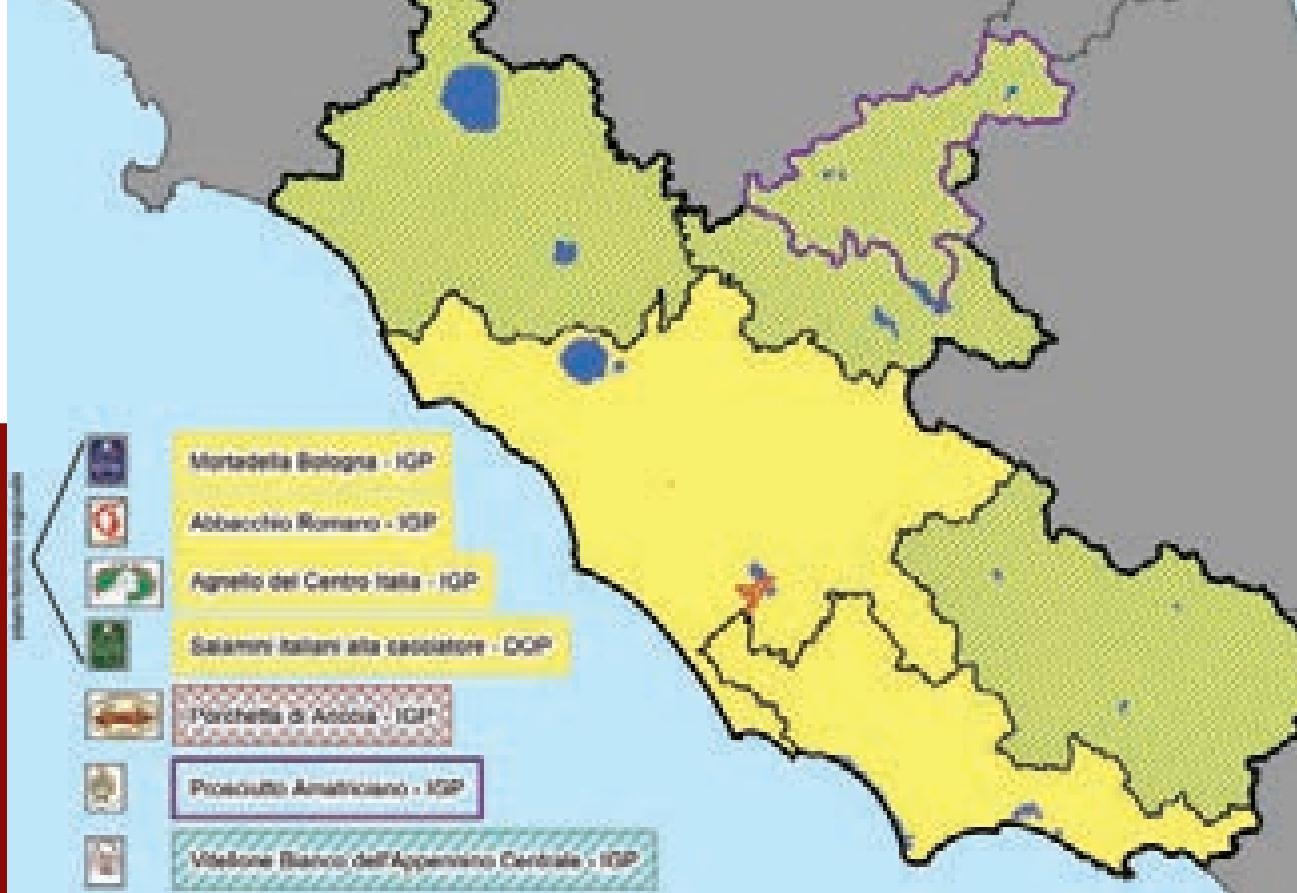 Mortadella Bologna - IGP
Abbacchio Romano - IGP
Agnello del Centro Italia - IGP
Salamini italiani alla cacciatore - DOP
Porchetta di Ariccia - IGP
Prosciutto Amatriciano - IGP
Vitellone Bianco dell'Appennino Centrale - IGP